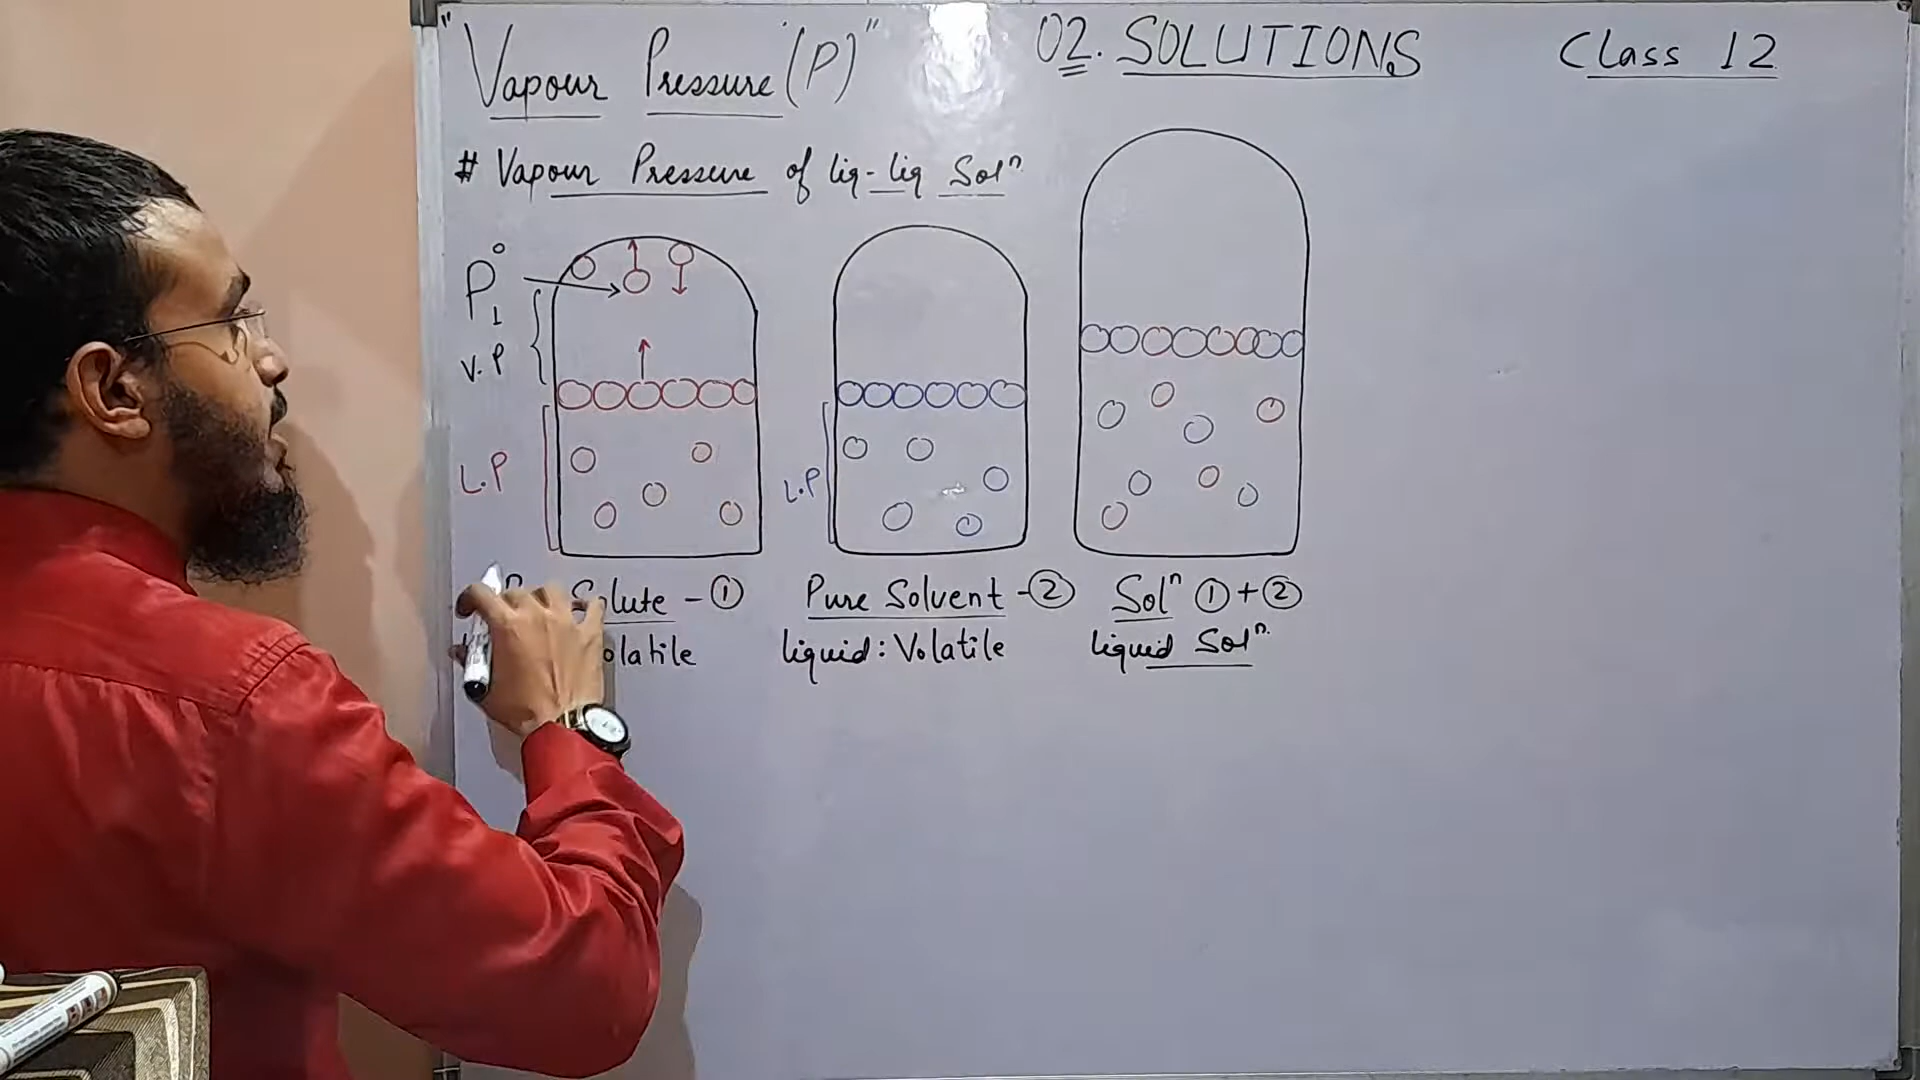 "Vapour Pressure (P)"
02. SOLUTIONS
Class 12
# Vapour Pressure of liq-liq Solⁿ
P₁⁰
V.P
L.P
L.P
Solute - ①
olatile
Pure Solvent - ②
liquid: Volatile
Solⁿ ① + ②
liquid Solⁿ.